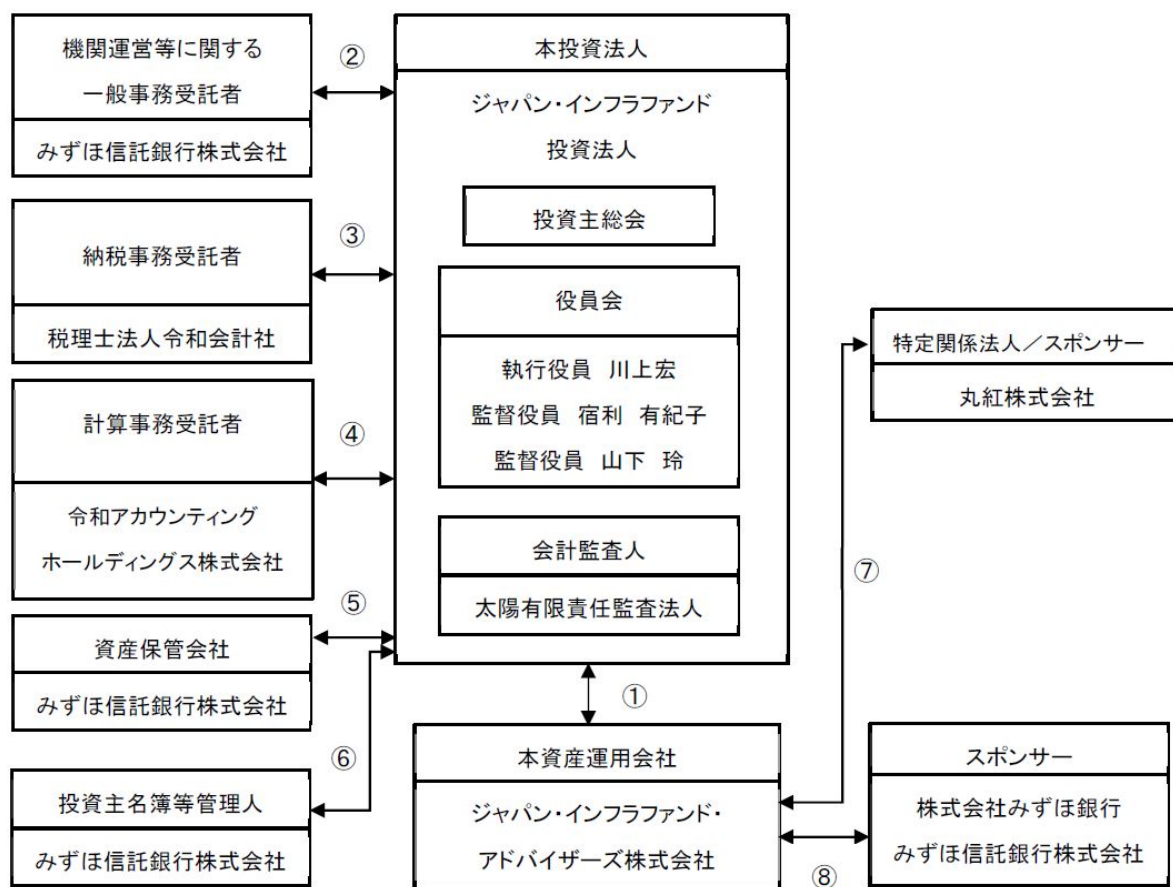 機関運営等に関する
一般事務受託者
みずほ信託銀行株式会社
②
納税事務受託者
税理士法人令和会計社
③
計算事務受託者
令和アカウンティング
ホールディングス株式会社
④
資産保管会社
みずほ信託銀行株式会社
⑤
投資主名簿等管理人
みずほ信託銀行株式会社
⑥
本投資法人
ジャパン・インフラファンド
投資法人
投資主総会
役員会
執行役員 川上宏
監督役員 宿利 有紀子
監督役員 山下 玲
会計監査人
太陽有限責任監査法人
①
本資産運用会社
ジャパン・インフラファンド・
アドバイザーズ株式会社
特定関係法人／スポンサー
丸紅株式会社
⑦
スポンサー
株式会社みずほ銀行
みずほ信託銀行株式会社
⑧